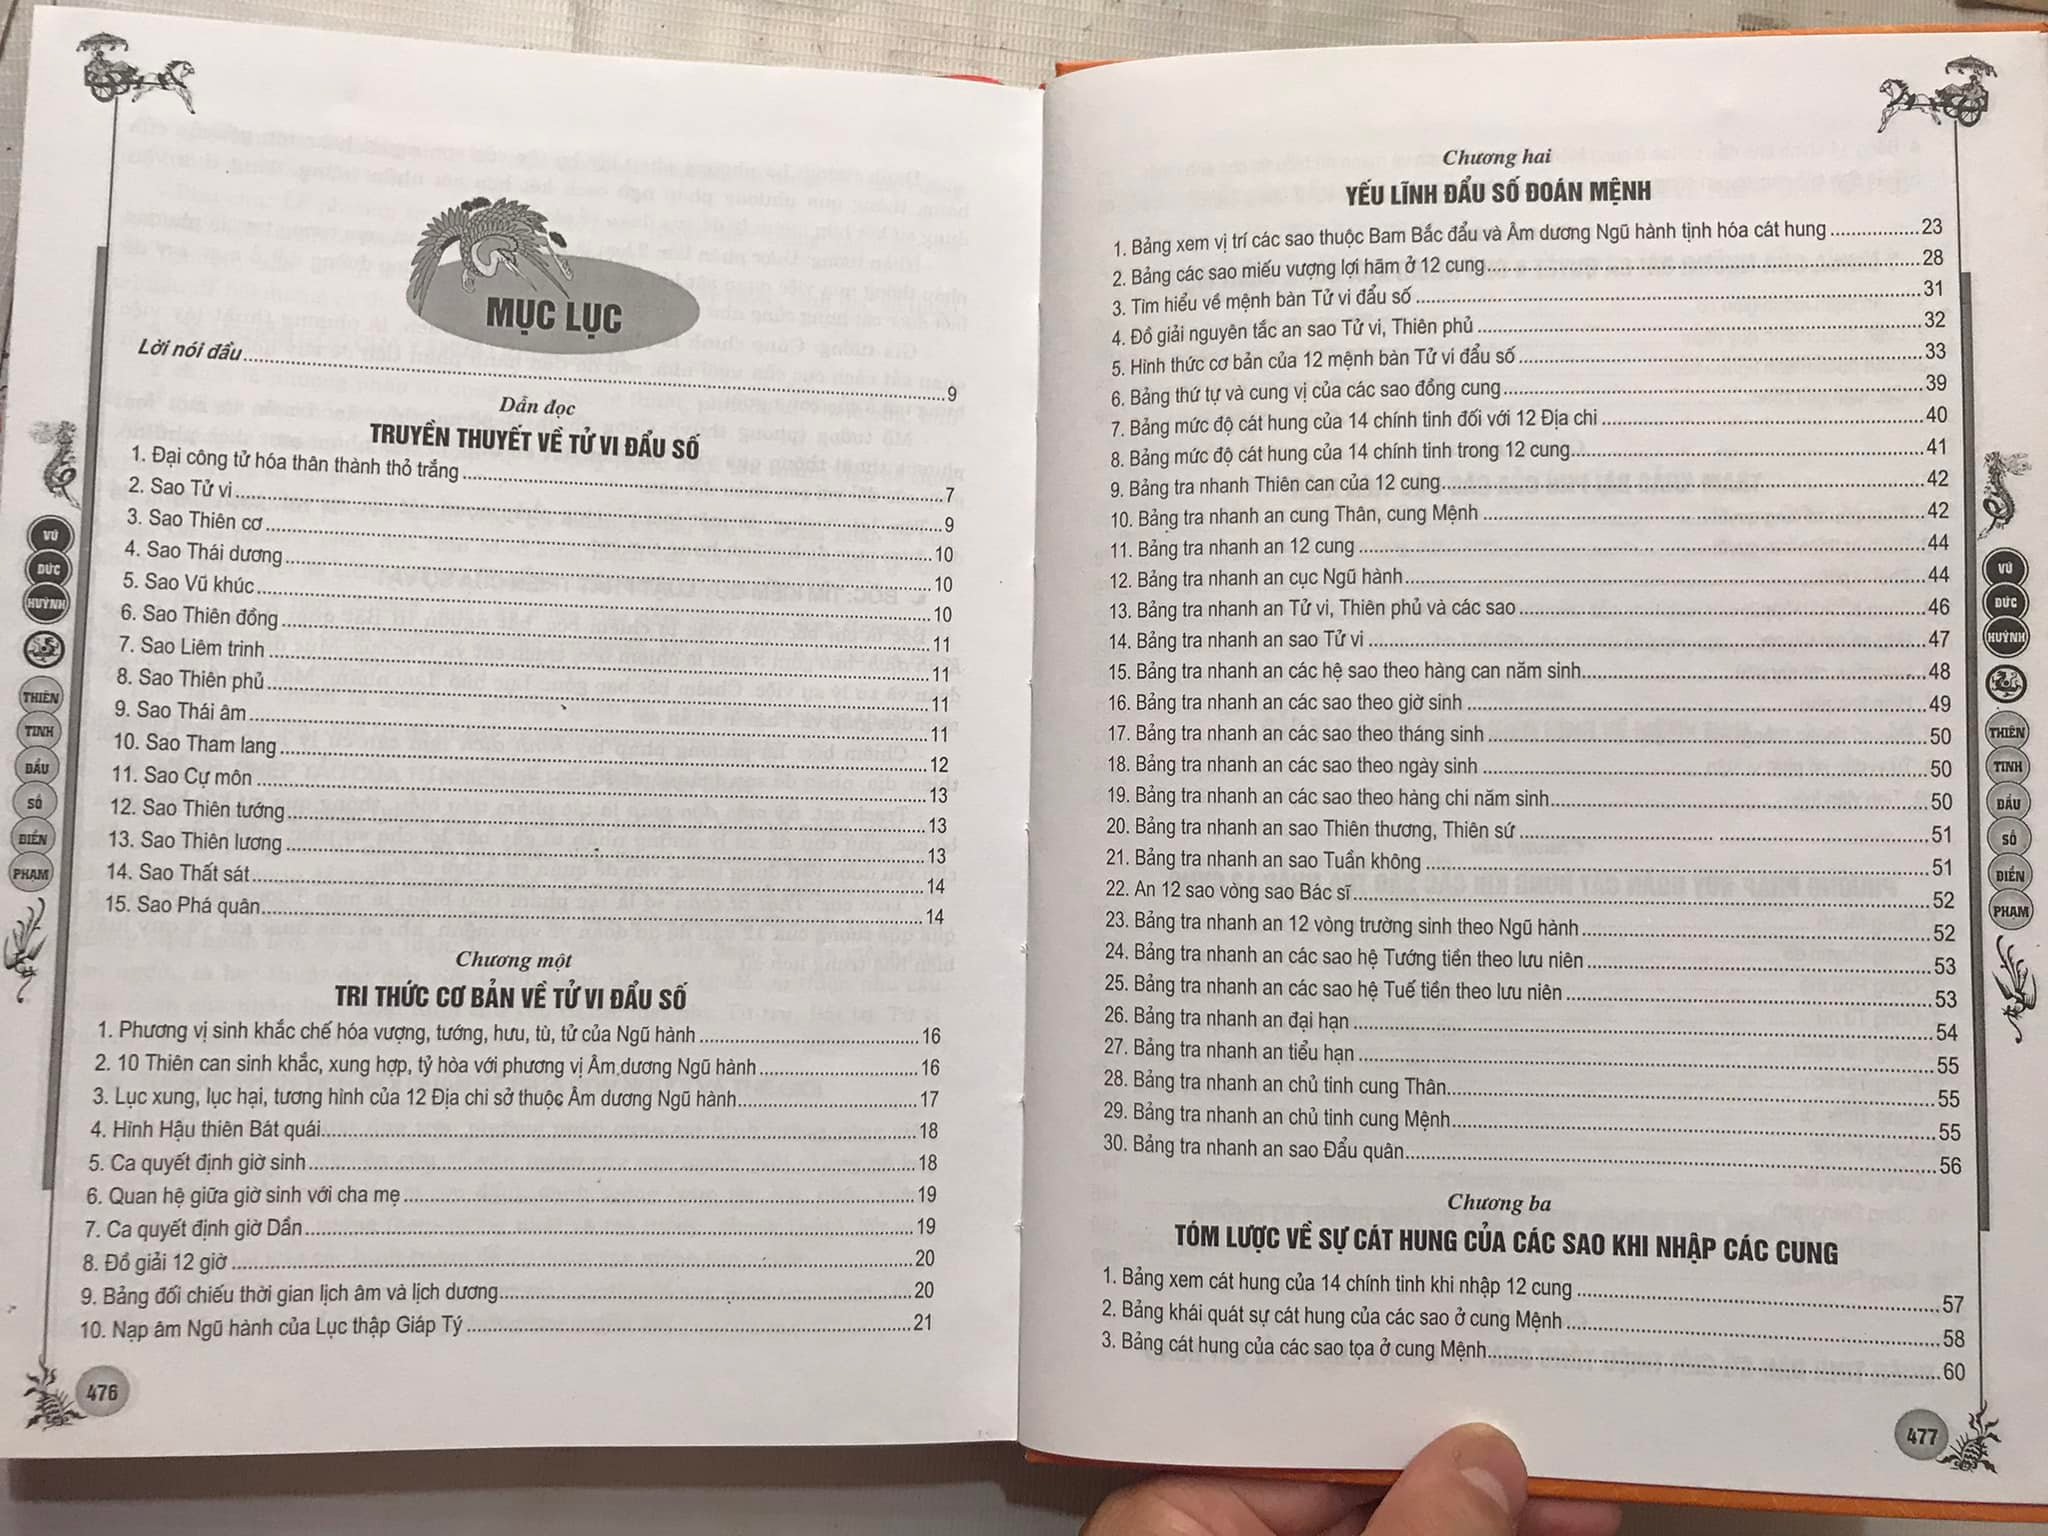 MỤC LỤC
Lời nói đầu..........9
Dẫn đọc
TRUYỀN THUYẾT VỀ TỬ VI ĐẨU SỐ
1. Đại công tử hóa thân thành thỏ trắng..........7
2. Sao Tử vi..........9
3. Sao Thiên cơ..........10
4. Sao Thái dương..........10
5. Sao Vũ khúc..........10
6. Sao Thiên đồng..........11
7. Sao Liêm trinh..........11
8. Sao Thiên phủ..........11
9. Sao Thái âm..........11
10. Sao Tham lang..........12
11. Sao Cự môn..........13
12. Sao Thiên tướng..........13
13. Sao Thiên lương..........13
14. Sao Thất sát..........14
15. Sao Phá quân..........14
Chương một
TRI THỨC CƠ BẢN VỀ TỬ VI ĐẨU SỐ
1. Phương vị sinh khắc chế hóa vượng, tướng, hưu, tù, tử của Ngũ hành..........16
2. 10 Thiên can sinh khắc, xung hợp, tỷ hòa với phương vị Âm dương Ngũ hành..........16
3. Lục xung, lục hại, tương hình của 12 Địa chi sở thuộc Âm dương Ngũ hành..........17
4. Hình Hậu thiên Bát quái..........18
5. Ca quyết định giờ sinh..........18
6. Quan hệ giữa giờ sinh với cha mẹ..........19
7. Ca quyết định giờ Dần..........19
8. Đồ giải 12 giờ..........20
9. Bảng đối chiếu thời gian lịch âm và lịch dương..........20
10. Nạp âm Ngũ hành của Lục thập Giáp Tý..........21
476
VŨ
ĐỨC
HUỲNH
THIÊN
TINH
ĐẨU
SỐ
ĐIỂN
PHẠM
Chương hai
YẾU LĨNH ĐẨU SỐ ĐOÁN MỆNH
1. Bảng xem vị trí các sao thuộc Bam Bắc đẩu và Âm dương Ngũ hành tịnh hóa cát hung..........23
2. Bảng các sao miếu vượng lợi hãm ở 12 cung..........28
3. Tìm hiểu về mệnh bàn Tử vi đẩu số..........31
4. Đồ giải nguyên tắc an sao Tử vi, Thiên phủ..........32
5. Hình thức cơ bản của 12 mệnh bàn Tử vi đẩu số..........33
6. Bảng thứ tự và cung vị của các sao đồng cung..........39
7. Bảng mức độ cát hung của 14 chính tinh đối với 12 Địa chi..........40
8. Bảng mức độ cát hung của 14 chính tinh trong 12 cung..........41
9. Bảng tra nhanh Thiên can của 12 cung..........42
10. Bảng tra nhanh an cung Thân, cung Mệnh..........42
11. Bảng tra nhanh an 12 cung..........44
12. Bảng tra nhanh an cục Ngũ hành..........44
13. Bảng tra nhanh an Tử vi, Thiên phủ và các sao..........46
14. Bảng tra nhanh an sao Tử vi..........47
15. Bảng tra nhanh an các hệ sao theo hàng can năm sinh..........48
16. Bảng tra nhanh an các sao theo giờ sinh..........49
17. Bảng tra nhanh an các sao theo tháng sinh..........50
18. Bảng tra nhanh an các sao theo ngày sinh..........50
19. Bảng tra nhanh an các sao theo hàng chi năm sinh..........50
20. Bảng tra nhanh an sao Thiên thương, Thiên sứ..........51
21. Bảng tra nhanh an sao Tuần không..........51
22. An 12 sao vòng sao Bác sĩ..........52
23. Bảng tra nhanh an 12 vòng trường sinh theo Ngũ hành..........52
24. Bảng tra nhanh an các sao hệ Tướng tiền theo lưu niên..........53
25. Bảng tra nhanh an các sao hệ Tuế tiền theo lưu niên..........53
26. Bảng tra nhanh an đại hạn..........54
27. Bảng tra nhanh an tiểu hạn..........55
28. Bảng tra nhanh an chủ tinh cung Thân..........55
29. Bảng tra nhanh an chủ tinh cung Mệnh..........55
30. Bảng tra nhanh an sao Đẩu quân..........56
Chương ba
TÓM LƯỢC VỀ SỰ CÁT HUNG CỦA CÁC SAO KHI NHẬP CÁC CUNG
1. Bảng xem cát hung của 14 chính tinh khi nhập 12 cung..........57
2. Bảng khái quát sự cát hung của các sao ở cung Mệnh..........58
3. Bảng cát hung của các sao tọa ở cung Mệnh..........60
477
VŨ
ĐỨC
HUỲNH
THIÊN
TINH
ĐẨU
SỐ
ĐIỂN
PHẠM